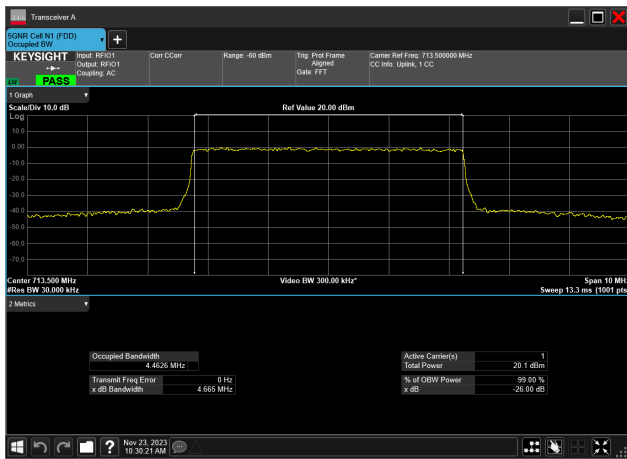 Transceiver A
5GNR Cell N1 (FDD)
Occupied BW
KEYSIGHT
Input: RFIO1
Output: RFIO1
Coupling: AC
Corr CCorr
Range: -60 dBm
Trig: Prot Frame
Aligned
Gate: FFT
Carrier Ref Freq: 713.500000 MHz
CC Info: Uplink, 1 CC
PASS
1 Graph
Scale/Div 10.0 dB
Ref Value 20.00 dBm
Log
10.0
0.00
-10.0
-20.0
-30.0
-40.0
-50.0
-60.0
-70.0
Center 713.500 MHz
Video BW 300.00 kHz*
Span 10 MH
#Res BW 30.000 kHz
Sweep 13.3 ms (1001 pts
2 Metrics
Occupied Bandwidth
4.4626 MHz
Transmit Freq Error 0 Hz
x dB Bandwidth 4.665 MHz
Active Carrier(s) 1
Total Power 20.1 dBm
% of OBW Power 99.00 %
x dB -26.00 dB
Nov 23, 2023
10:30:21 AM